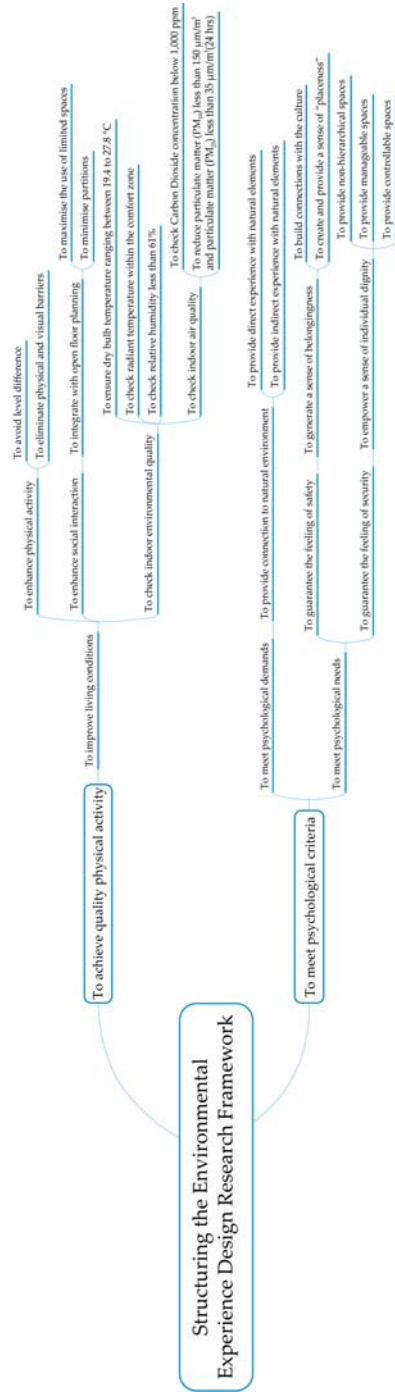 Structuring the Environmental
Experience Design Research Framework
To achieve quality physical activity
To improve living conditions
To enhance physical activity
To avoid level difference
To eliminate physical and visual barriers
To enhance social interaction
To integrate with open floor planning
To maximise the use of limited spaces
To minimise partitions
To check indoor environmental quality
To ensure dry bulb temperature ranging between 19.4 to 27.8 °C
To check radiant temperature within the comfort zone
To check relative humidity less than 61%
To check indoor air quality
To check Carbon Dioxide concentration below 1,000 ppm
To reduce particulate matter (PM₁₀) less than 150 µm/m³
and particulate matter (PM₂.₅) less than 35 µm/m³(24 hrs)
To meet psychological criteria
To meet psychological demands
To provide connection to natural environment
To provide direct experience with natural elements
To provide indirect experience with natural elements
To meet psychological needs
To guarantee the feeling of safety
To generate a sense of belongingness
To build connections with the culture
To create and provide a sense of “placeness”
To guarantee the feeling of security
To empower a sense of individual dignity
To provide non-hierarchical spaces
To provide manageable spaces
To provide controllable spaces